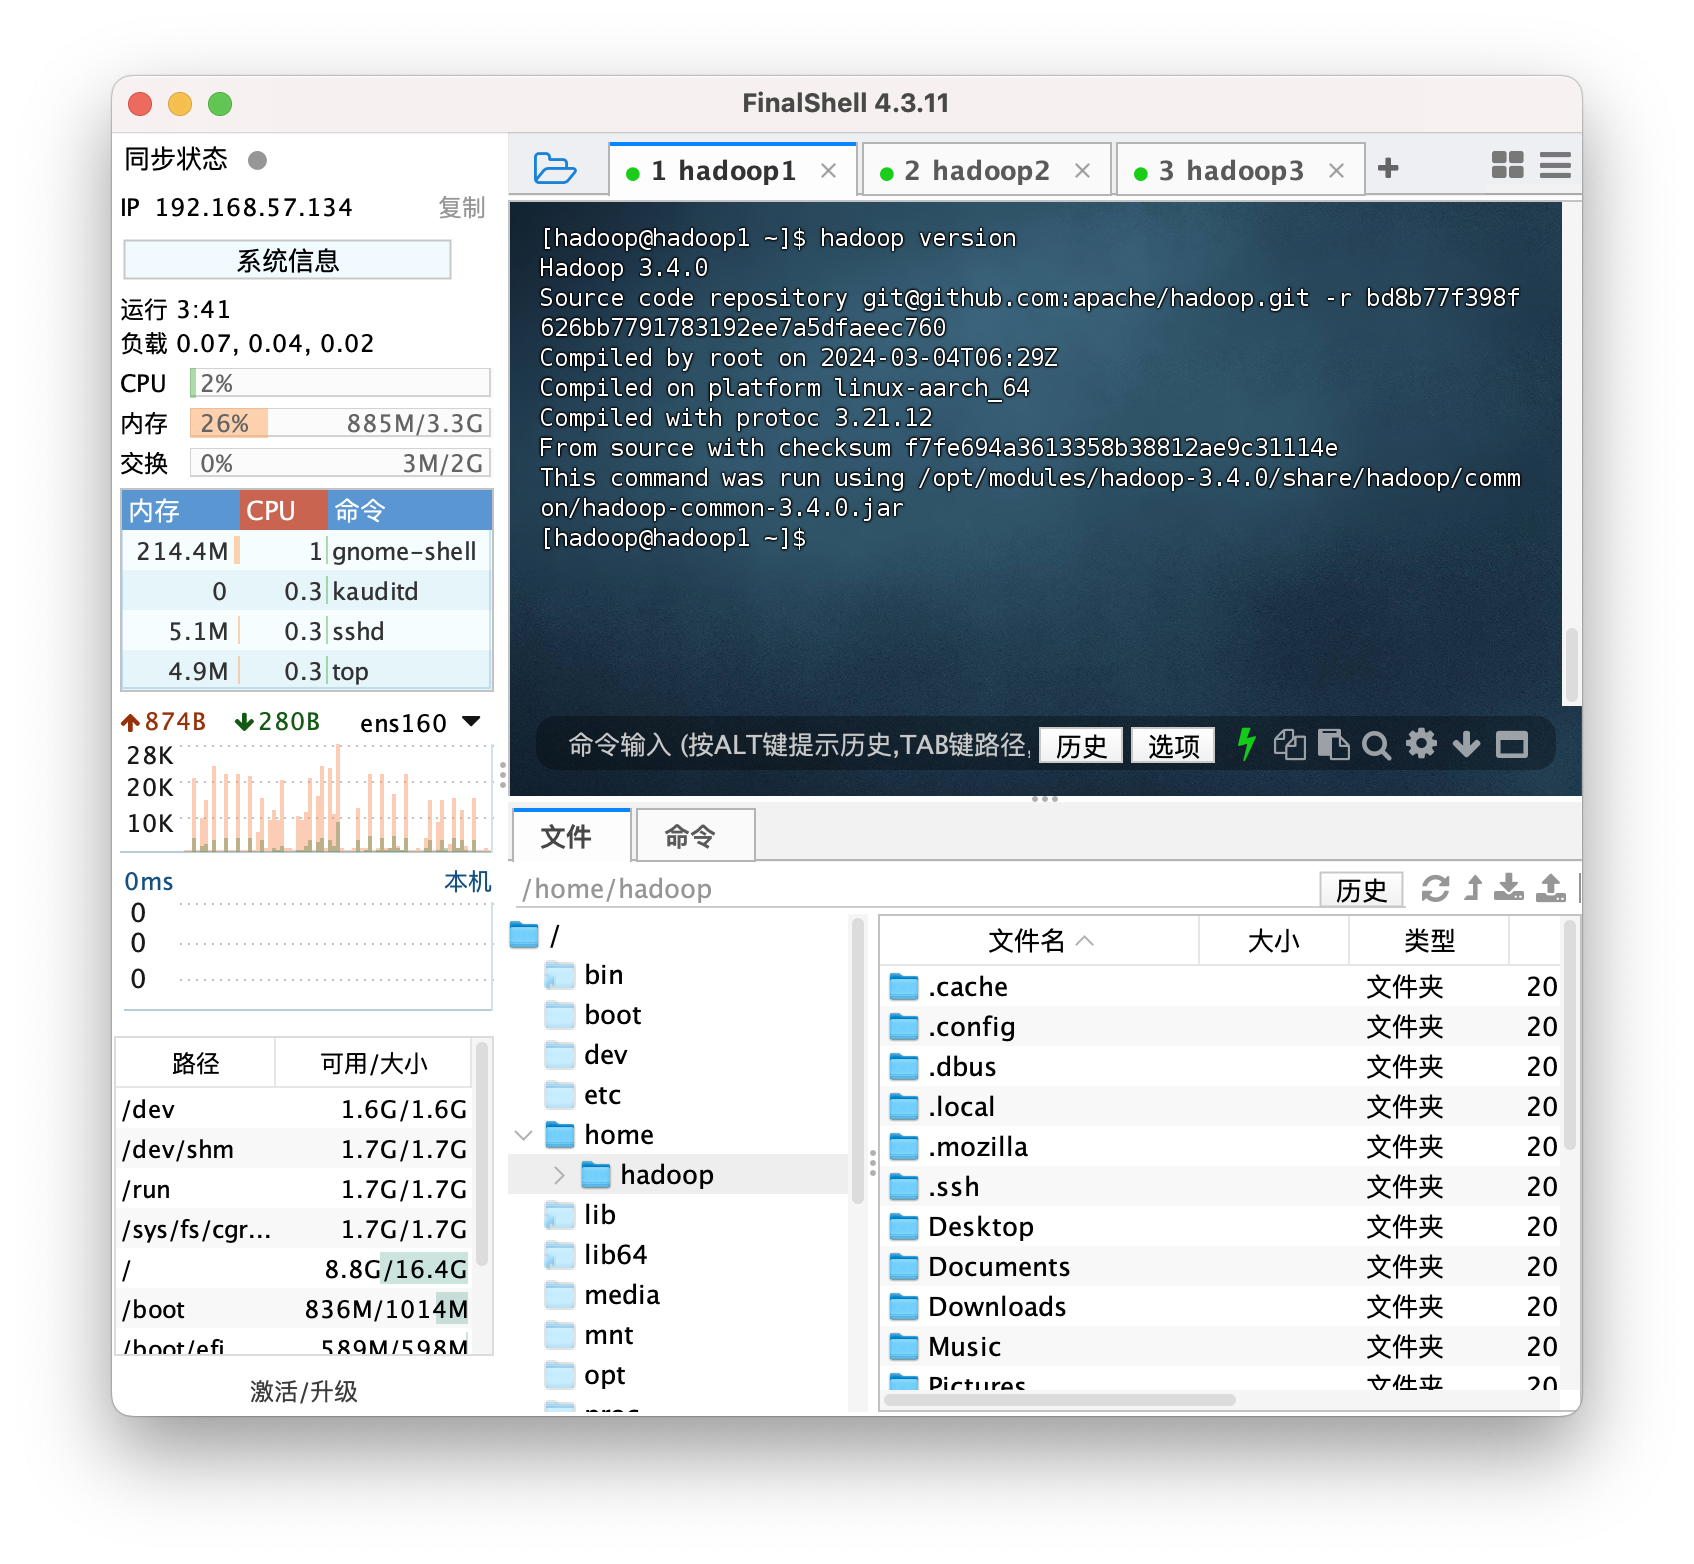 FinalShell 4.3.11
同步状态
IP 192.168.57.134 复制
系统信息
运行 3:41
负载 0.07, 0.04, 0.02
CPU 2%
内存 26% 885M/3.3G
交换 0% 3M/2G
内存 CPU 命令
214.4M 1 gnome-shell
0 0.3 kauditd
5.1M 0.3 sshd
4.9M 0.3 top
874B 280B ens160
28K
20K
10K
0ms 本机
0
0
0
路径 可用/大小
/dev 1.6G/1.6G
/dev/shm 1.7G/1.7G
/run 1.7G/1.7G
/sys/fs/cgr... 1.7G/1.7G
/ 8.8G/16.4G
/boot 836M/1014M
/boot/efi 589M/598M
激活/升级
1 hadoop1 2 hadoop2 3 hadoop3
[hadoop@hadoop1 ~]$ hadoop version
Hadoop 3.4.0
Source code repository git@github.com:apache/hadoop.git -r bd8b77f398f
626bb7791783192ee7a5dfaeec760
Compiled by root on 2024-03-04T06:29Z
Compiled on platform linux-aarch_64
Compiled with protoc 3.21.12
From source with checksum f7fe694a3613358b38812ae9c31114e
This command was run using /opt/modules/hadoop-3.4.0/share/hadoop/comm
on/hadoop-common-3.4.0.jar
[hadoop@hadoop1 ~]$
命令输入 (按ALT键提示历史,TAB键路径, 历史 选项
文件 命令
/home/hadoop 历史
/
bin
boot
dev
etc
home
hadoop
lib
lib64
media
mnt
opt
proc
文件名 大小 类型
.cache 文件夹 20
.config 文件夹 20
.dbus 文件夹 20
.local 文件夹 20
.mozilla 文件夹 20
.ssh 文件夹 20
Desktop 文件夹 20
Documents 文件夹 20
Downloads 文件夹 20
Music 文件夹 20
Pictures 文件夹 20